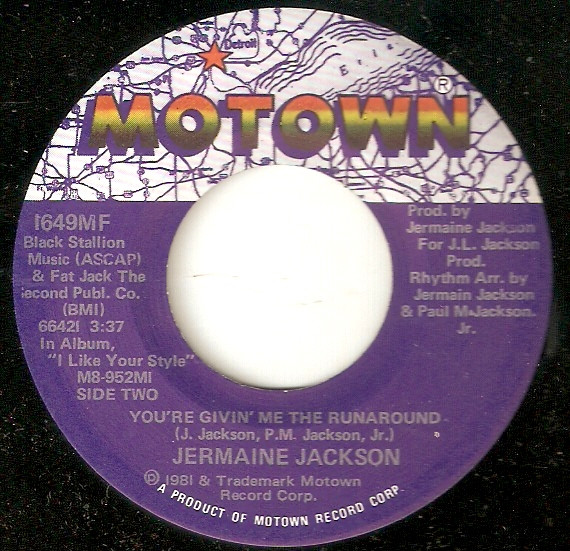 Detroit
Erie
MOTOWN®
1649MF
Black Stallion
Music (ASCAP)
& Fat Jack The
econd Publ. Co.
(BMI)
66421 3:37
In Album,
"I Like Your Style"
M8-952MI
SIDE TWO
Prod. by
Jermaine Jackson
For J.L. Jackson
Prod.
Rhythm Arr. by
Jermain Jackson
& Paul M.Jackson.
Jr.
YOU'RE GIVIN' ME THE RUNAROUND
(J. Jackson, P.M. Jackson, Jr.)
JERMAINE JACKSON
℗ 1981 & Trademark Motown
Record Corp.
A PRODUCT OF MOTOWN RECORD CORP.